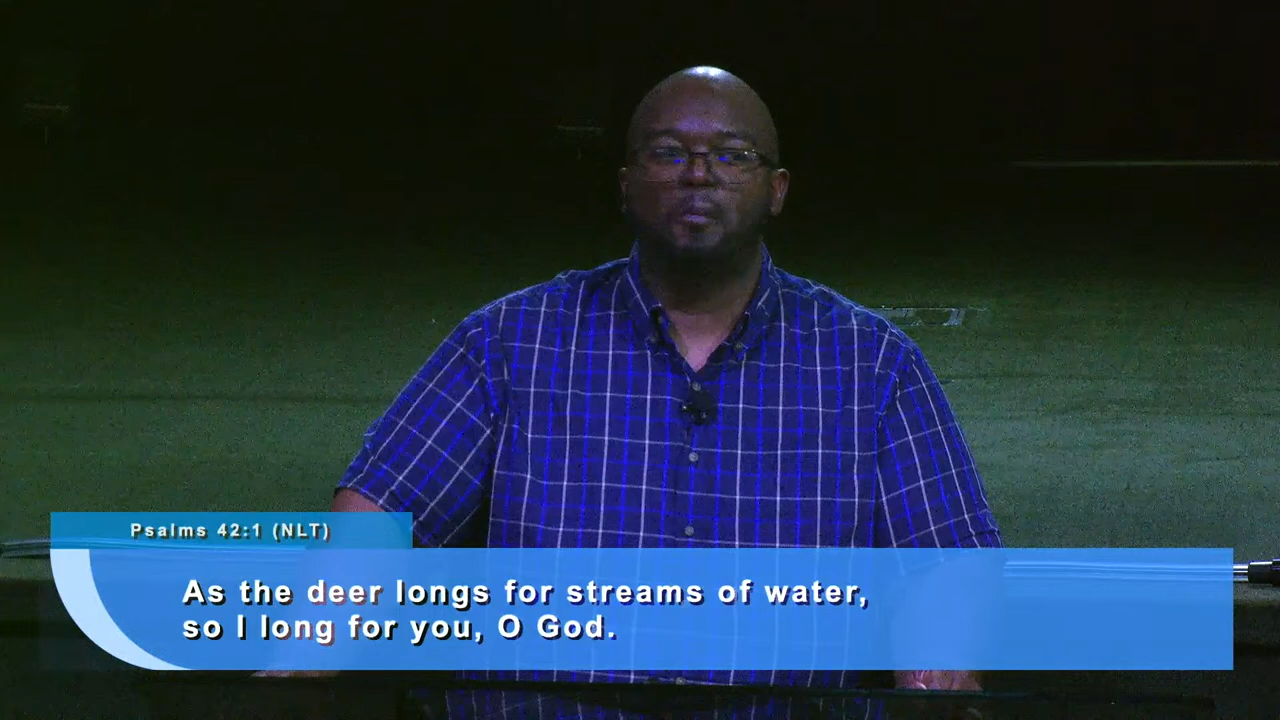 Psalms 42:1 (NLT)
As the deer longs for streams of water,
so I long for you, O God.